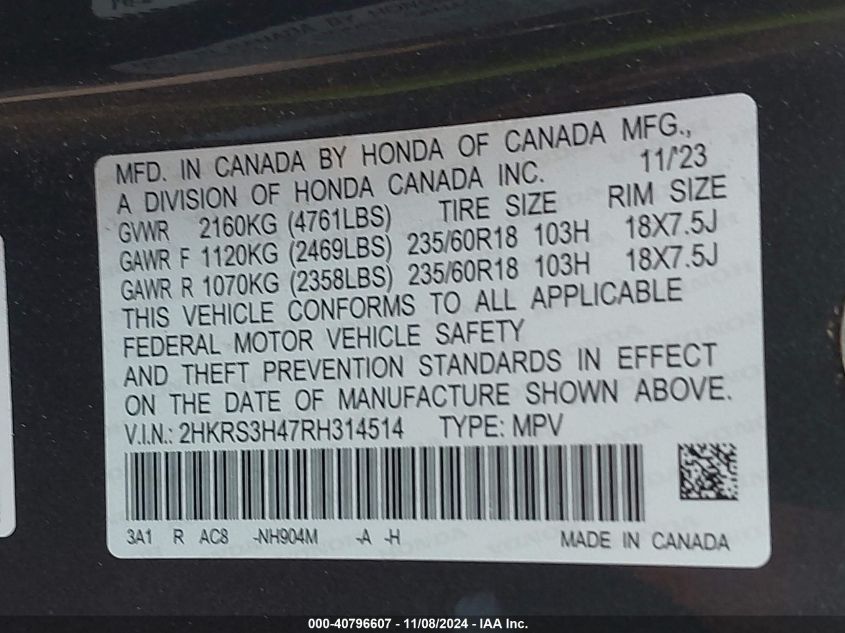 MFD. IN CANADA BY HONDA OF CANADA MFG.,
A DIVISION OF HONDA CANADA INC. 11/'23
GVWR 2160KG (4761LBS) TIRE SIZE RIM SIZE
GAWR F 1120KG (2469LBS) 235/60R18 103H 18X7.5J
GAWR R 1070KG (2358LBS) 235/60R18 103H 18X7.5J
THIS VEHICLE CONFORMS TO ALL APPLICABLE
FEDERAL MOTOR VEHICLE SAFETY
AND THEFT PREVENTION STANDARDS IN EFFECT
ON THE DATE OF MANUFACTURE SHOWN ABOVE.
V.I.N.: 2HKRS3H47RH314514 TYPE: MPV
3A1 R AC8 -NH904M -A -H MADE IN CANADA
000-40796607 - 11/08/2024 - IAA Inc.